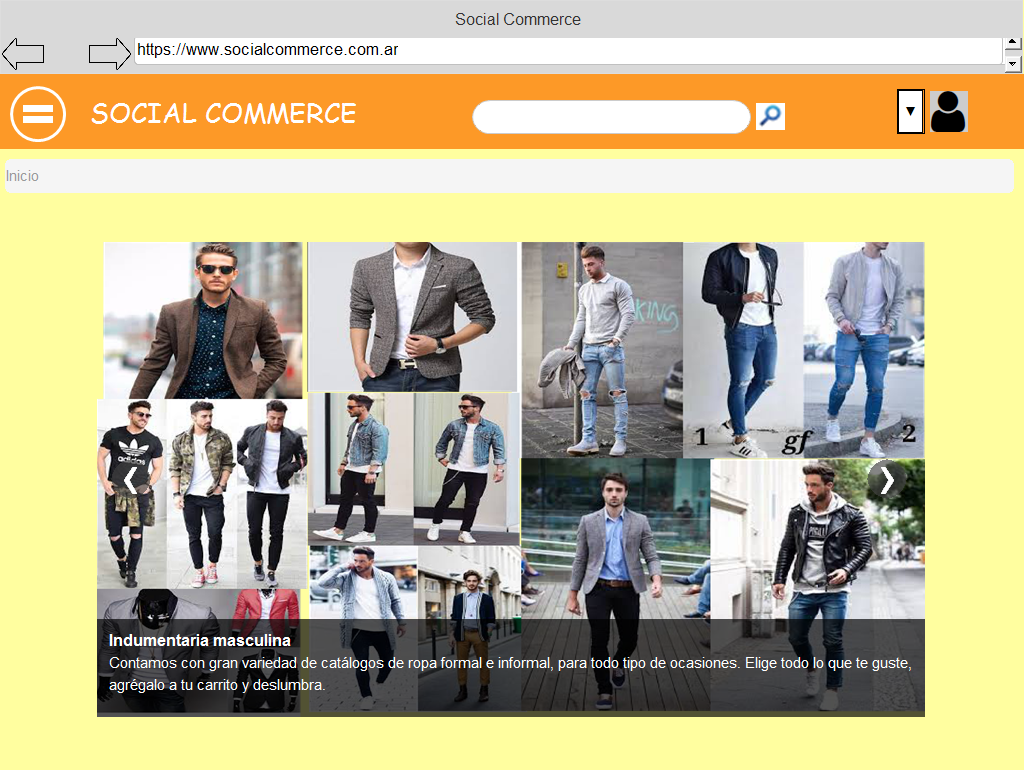 Social Commerce
https://www.socialcommerce.com.ar
SOCIAL COMMERCE
Inicio
KING
1
gf
2
adidas
Indumentaria masculina
Contamos con gran variedad de catálogos de ropa formal e informal, para todo tipo de ocasiones. Elige todo lo que te guste,
agrégalo a tu carrito y deslumbra.